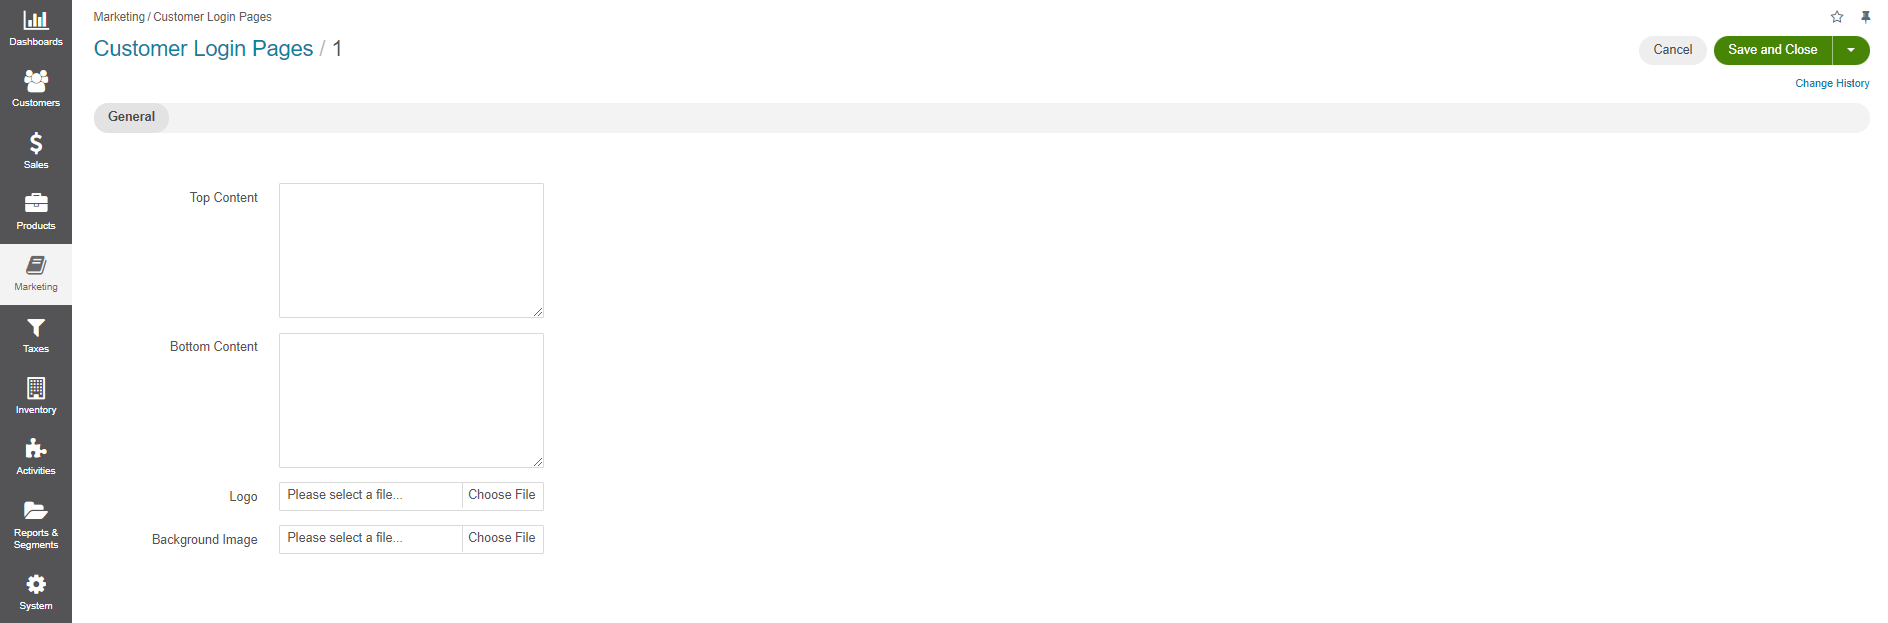 Dashboards
Customers
Sales
Products
Marketing
Taxes
Inventory
Activities
Reports &
Segments
System
Marketing / Customer Login Pages
Customer Login Pages / 1
Cancel
Save and Close
Change History
General
Top Content
Bottom Content
Logo
Please select a file...
Choose File
Background Image
Please select a file...
Choose File